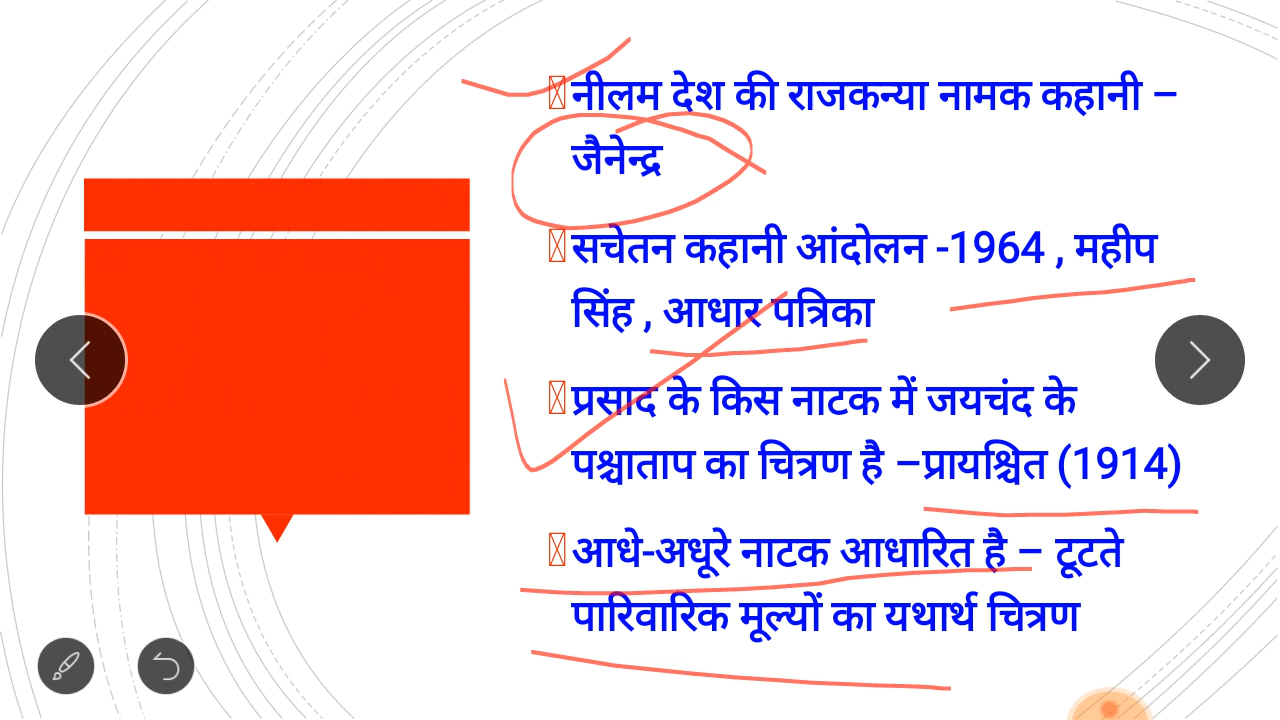 नीलम देश की राजकन्या नामक कहानी –
जैनेन्द्र
सचेतन कहानी आंदोलन -1964 , महीप
सिंह , आधार पत्रिका
प्रसाद के किस नाटक में जयचंद के
पश्चाताप का चित्रण है –प्रायश्चित (1914)
आधे-अधूरे नाटक आधारित है – टूटते
पारिवारिक मूल्यों का यथार्थ चित्रण